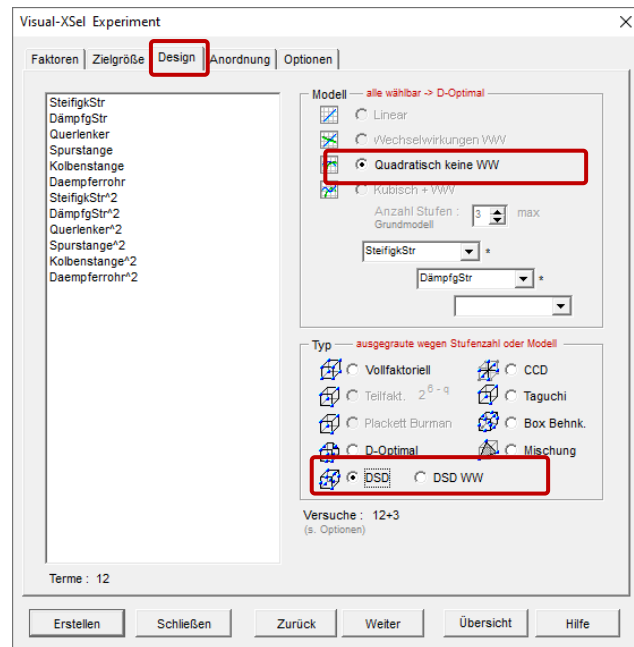 Visual-XSel Experiment
Faktoren Zielgröße Design Anordnung Optionen
SteifigkStr
DämpfgStr
Querlenker
Spurstange
Kolbenstange
Daempferrohr
SteifigkStr^2
DämpfgStr^2
Querlenker^2
Spurstange^2
Kolbenstange^2
Daempferrohr^2
Terme : 12
Modell alle wählbar -> D-Optimal
Linear
Wechselwirkungen WW
Quadratisch keine WW
Kubisch + WW
Anzahl Stufen : 3 max
Grundmodell
SteifigkStr *
DämpfgStr *
Typ ausgegraute wegen Stufenzahl oder Modell
Vollfaktoriell CCD
Teilfakt. 2^6-q Taguchi
Plackett Burman Box Behnk.
D-Optimal Mischung
DSD DSD WW
Versuche : 12+3
(s. Optionen)
Erstellen Schließen Zurück Weiter Übersicht Hilfe